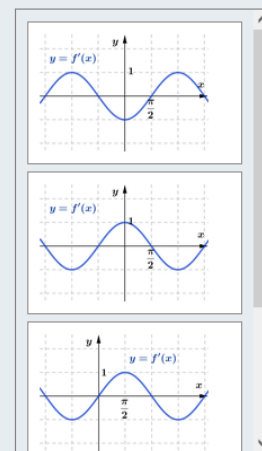 y
y = f′(x)
1
x
π/2
y
y = f′(x)
1
x
π/2
y
y = f′(x)
1
x
π/2